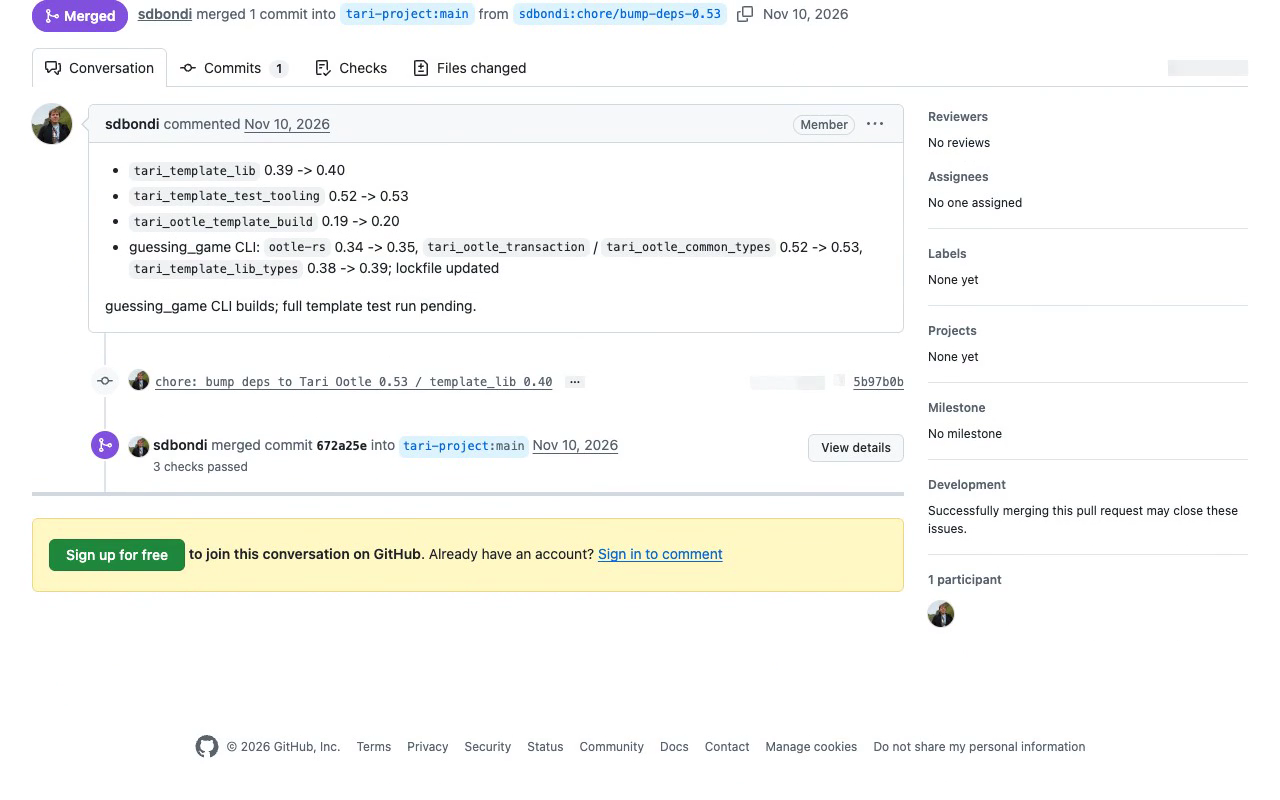 Merged sdbondi merged 1 commit into tari-project:main from sdbondi:chore/bump-deps-0.53 Nov 10, 2026
Conversation Commits 1 Checks Files changed
sdbondi commented Nov 10, 2026 Member ...
• tari_template_lib 0.39 -> 0.40
• tari_template_test_tooling 0.52 -> 0.53
• tari_ootle_template_build 0.19 -> 0.20
• guessing_game CLI: ootle-rs 0.34 -> 0.35, tari_ootle_transaction / tari_ootle_common_types 0.52 -> 0.53,
tari_template_lib_types 0.38 -> 0.39; lockfile updated
guessing_game CLI builds; full template test run pending.
chore: bump deps to Tari Ootle 0.53 / template_lib 0.40 ... 5b97b0b
sdbondi merged commit 672a25e into tari-project:main Nov 10, 2026 View details
3 checks passed
Sign up for free to join this conversation on GitHub. Already have an account? Sign in to comment
Reviewers
No reviews
Assignees
No one assigned
Labels
None yet
Projects
None yet
Milestone
No milestone
Development
Successfully merging this pull request may close these
issues.
1 participant
© 2026 GitHub, Inc. Terms Privacy Security Status Community Docs Contact Manage cookies Do not share my personal information